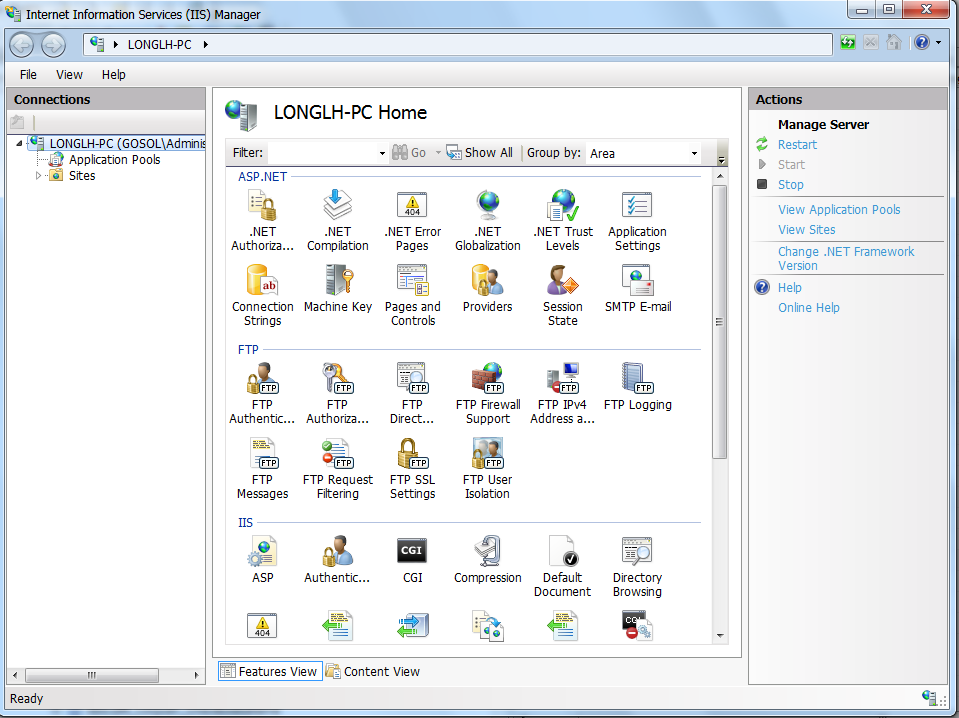 Internet Information Services (IIS) Manager
LONGLH-PC
File View Help
Connections
LONGLH-PC (GOSOL\Adminis
Application Pools
Sites
LONGLH-PC Home
Filter: Go Show All Group by: Area
ASP.NET
.NET Authoriza...
.NET Compilation
.NET Error Pages
.NET Globalization
.NET Trust Levels
Application Settings
Connection Strings
Machine Key
Pages and Controls
Providers
Session State
SMTP E-mail
FTP
FTP Authentic...
FTP Authoriza...
FTP Direct...
FTP Firewall Support
FTP IPv4 Address a...
FTP Logging
FTP Messages
FTP Request Filtering
FTP SSL Settings
FTP User Isolation
IIS
ASP
Authentic...
CGI
Compression
Default Document
Directory Browsing
Features View Content View
Actions
Manage Server
Restart
Start
Stop
View Application Pools
View Sites
Change .NET Framework
Version
Help
Online Help
Ready